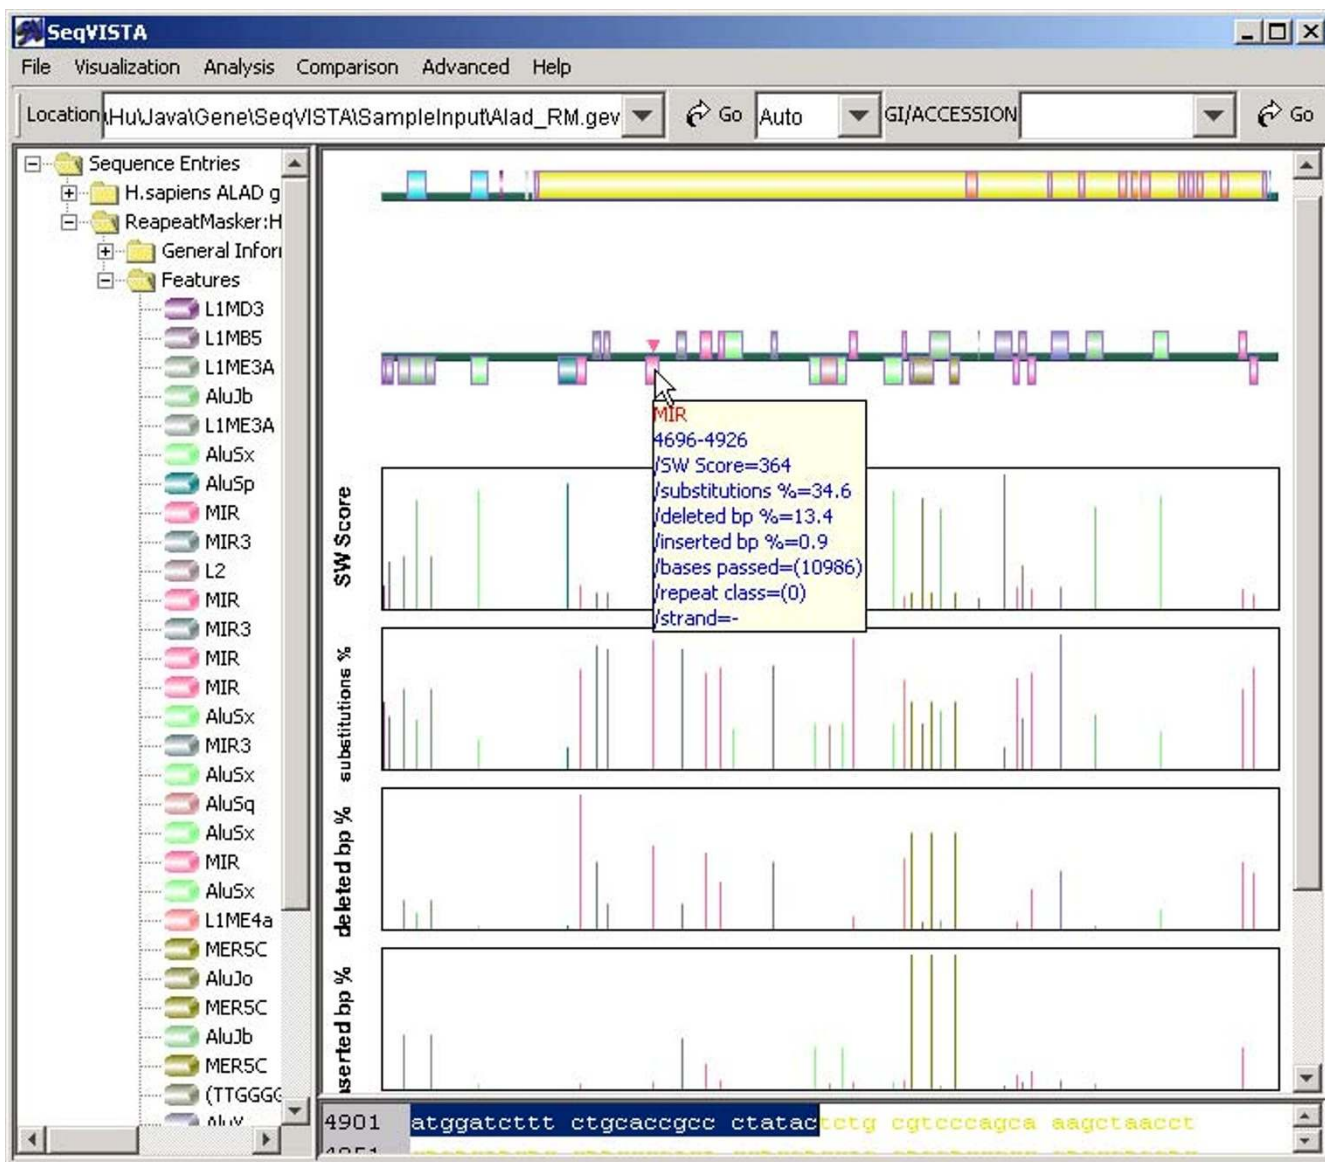 SeqVISTA
File Visualization Analysis Comparison Advanced Help
Location \Hu\Java\Gene\SeqVISTA\SampleInput\Alad_RM.gev Go Auto GI/ACCESSION Go
Sequence Entries
H.sapiens ALAD g
ReapeatMasker:H
General Infor
Features
L1MD3
L1MB5
L1ME3A
AluJb
L1ME3A
AluSx
AluSp
MIR
MIR3
L2
MIR
MIR3
MIR
MIR
AluSx
MIR3
AluSx
AluSq
AluSx
MIR
AluSx
L1ME4a
MER5C
AluJo
MER5C
AluJb
MER5C
(TTGGGG
AluY
MIR
4696-4926
/SW Score=364
/substitutions %=34.6
/deleted bp %=13.4
/inserted bp %=0.9
/bases passed=(10986)
/repeat class=(0)
/strand=-
SW Score
substitutions %
deleted bp %
nserted bp %
4901 atggatcttt ctgcaccgcc ctatactctg cgtcccagca aagctaacct